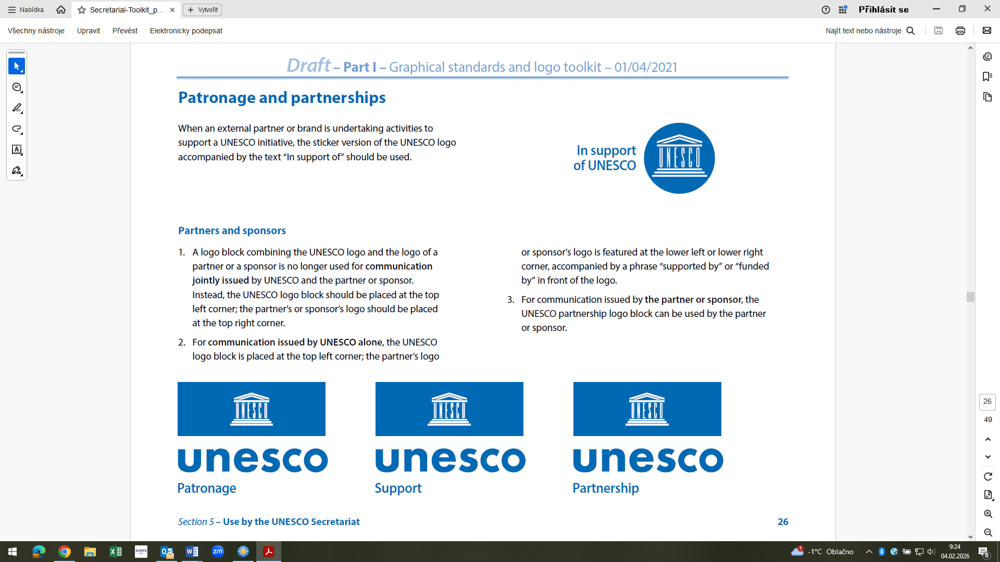 Nabídka
Secretarial-Toolkit_p...
Vytvořit
Přihlásit se
Všechny nástroje
Upravit
Převést
Elektronicky podepsat
Najít text nebo nástroje
Draft – Part I – Graphical standards and logo toolkit – 01/04/2021
Patronage and partnerships
When an external partner or brand is undertaking activities to
support a UNESCO initiative, the sticker version of the UNESCO logo
accompanied by the text “In support of” should be used.
In support
of UNESCO
UNESCO
Partners and sponsors
1. A logo block combining the UNESCO logo and the logo of a
partner or a sponsor is no longer used for communication
jointly issued by UNESCO and the partner or sponsor.
Instead, the UNESCO logo block should be placed at the top
left corner; the partner’s or sponsor’s logo should be placed
at the top right corner.
2. For communication issued by UNESCO alone, the UNESCO
logo block is placed at the top left corner; the partner’s logo
or sponsor’s logo is featured at the lower left or lower right
corner, accompanied by a phrase “supported by” or “funded
by” in front of the logo.
3. For communication issued by the partner or sponsor, the
UNESCO partnership logo block can be used by the partner
or sponsor.
UNESCO
unesco
Patronage
UNESCO
unesco
Support
UNESCO
unesco
Partnership
Section 5 – Use by the UNESCO Secretariat
26
26
49
GINIS
zm
1
-1°C Oblačno
9:24
04.02.2026
8